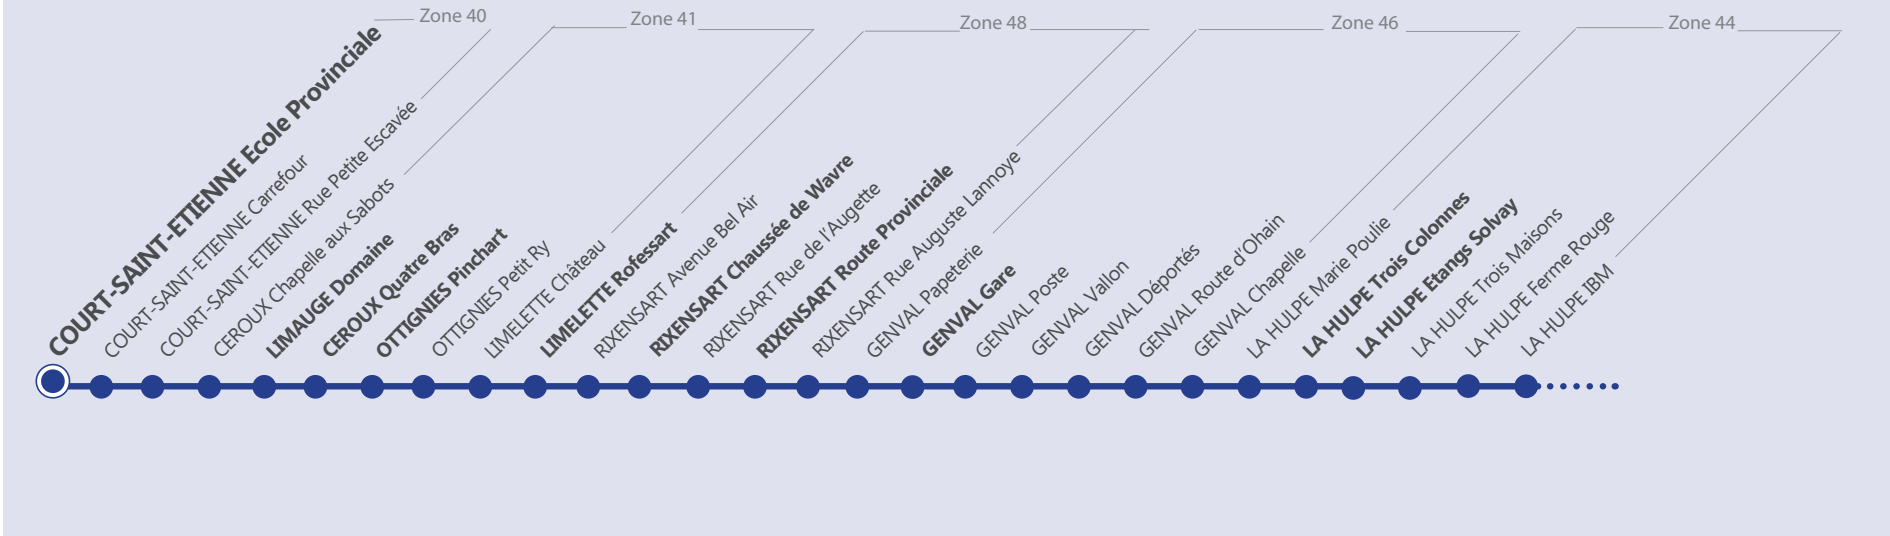 Zone 40
Zone 41
Zone 48
Zone 46
Zone 44
COURT-SAINT-ETIENNE Ecole Provinciale
COURT-SAINT-ETIENNE Carrefour
COURT-SAINT-ETIENNE Rue Petite Escavée
CEROUX Chapelle aux Sabots
LIMAUGE Domaine
CEROUX Quatre Bras
OTTIGNIES Pinchart
OTTIGNIES Petit Ry
LIMELETTE Château
LIMELETTE Rofessart
RIXENSART Avenue Bel Air
RIXENSART Chaussée de Wavre
RIXENSART Rue de l'Augette
RIXENSART Route Provinciale
RIXENSART Rue Auguste Lannoye
GENVAL Papeterie
GENVAL Gare
GENVAL Poste
GENVAL Vallon
GENVAL Déportés
GENVAL Route d'Ohain
GENVAL Chapelle
LA HULPE Marie Poulie
LA HULPE Trois Colonnes
LA HULPE Etangs Solvay
LA HULPE Trois Maisons
LA HULPE Ferme Rouge
LA HULPE IBM